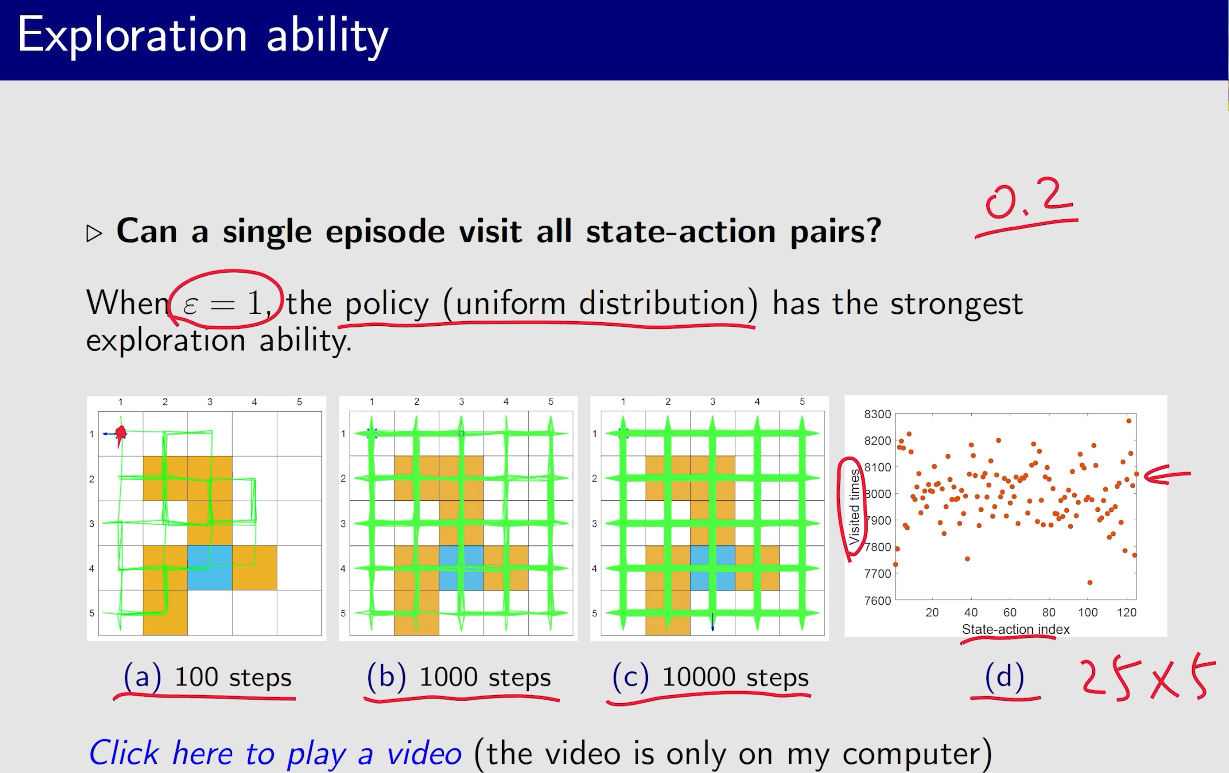 Exploration ability
0.2
▷ Can a single episode visit all state-action pairs?
When ε = 1, the policy (uniform distribution) has the strongest
exploration ability.
1 2 3 4 5
1
2
3
4
5
1 2 3 4 5
1
2
3
4
5
1 2 3 4 5
1
2
3
4
5
8300
8200
8100
8000
7900
7800
7700
7600
Visited times
20 40 60 80 100 120
State-action index
(a) 100 steps
(b) 1000 steps
(c) 10000 steps
(d)
25×5
Click here to play a video (the video is only on my computer)